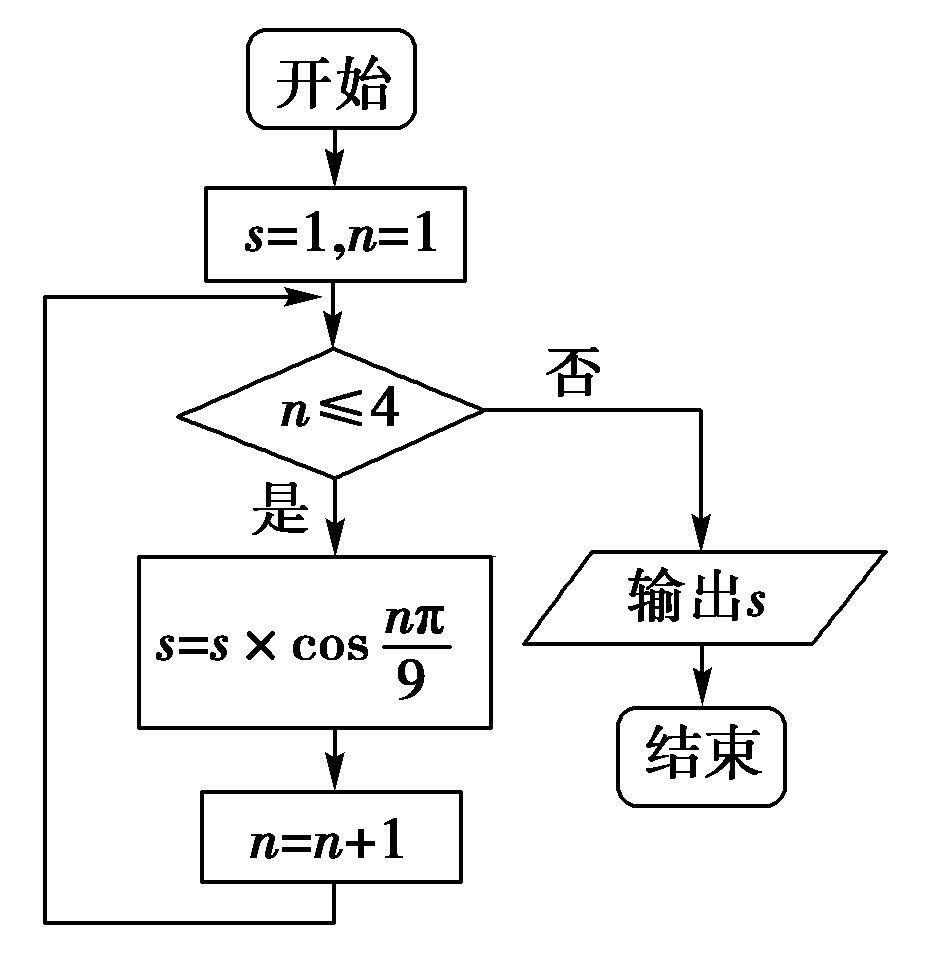 开始
s=1,n=1
n≤4
否
是
s=s×cos nπ/9
输出s
n=n+1
结束